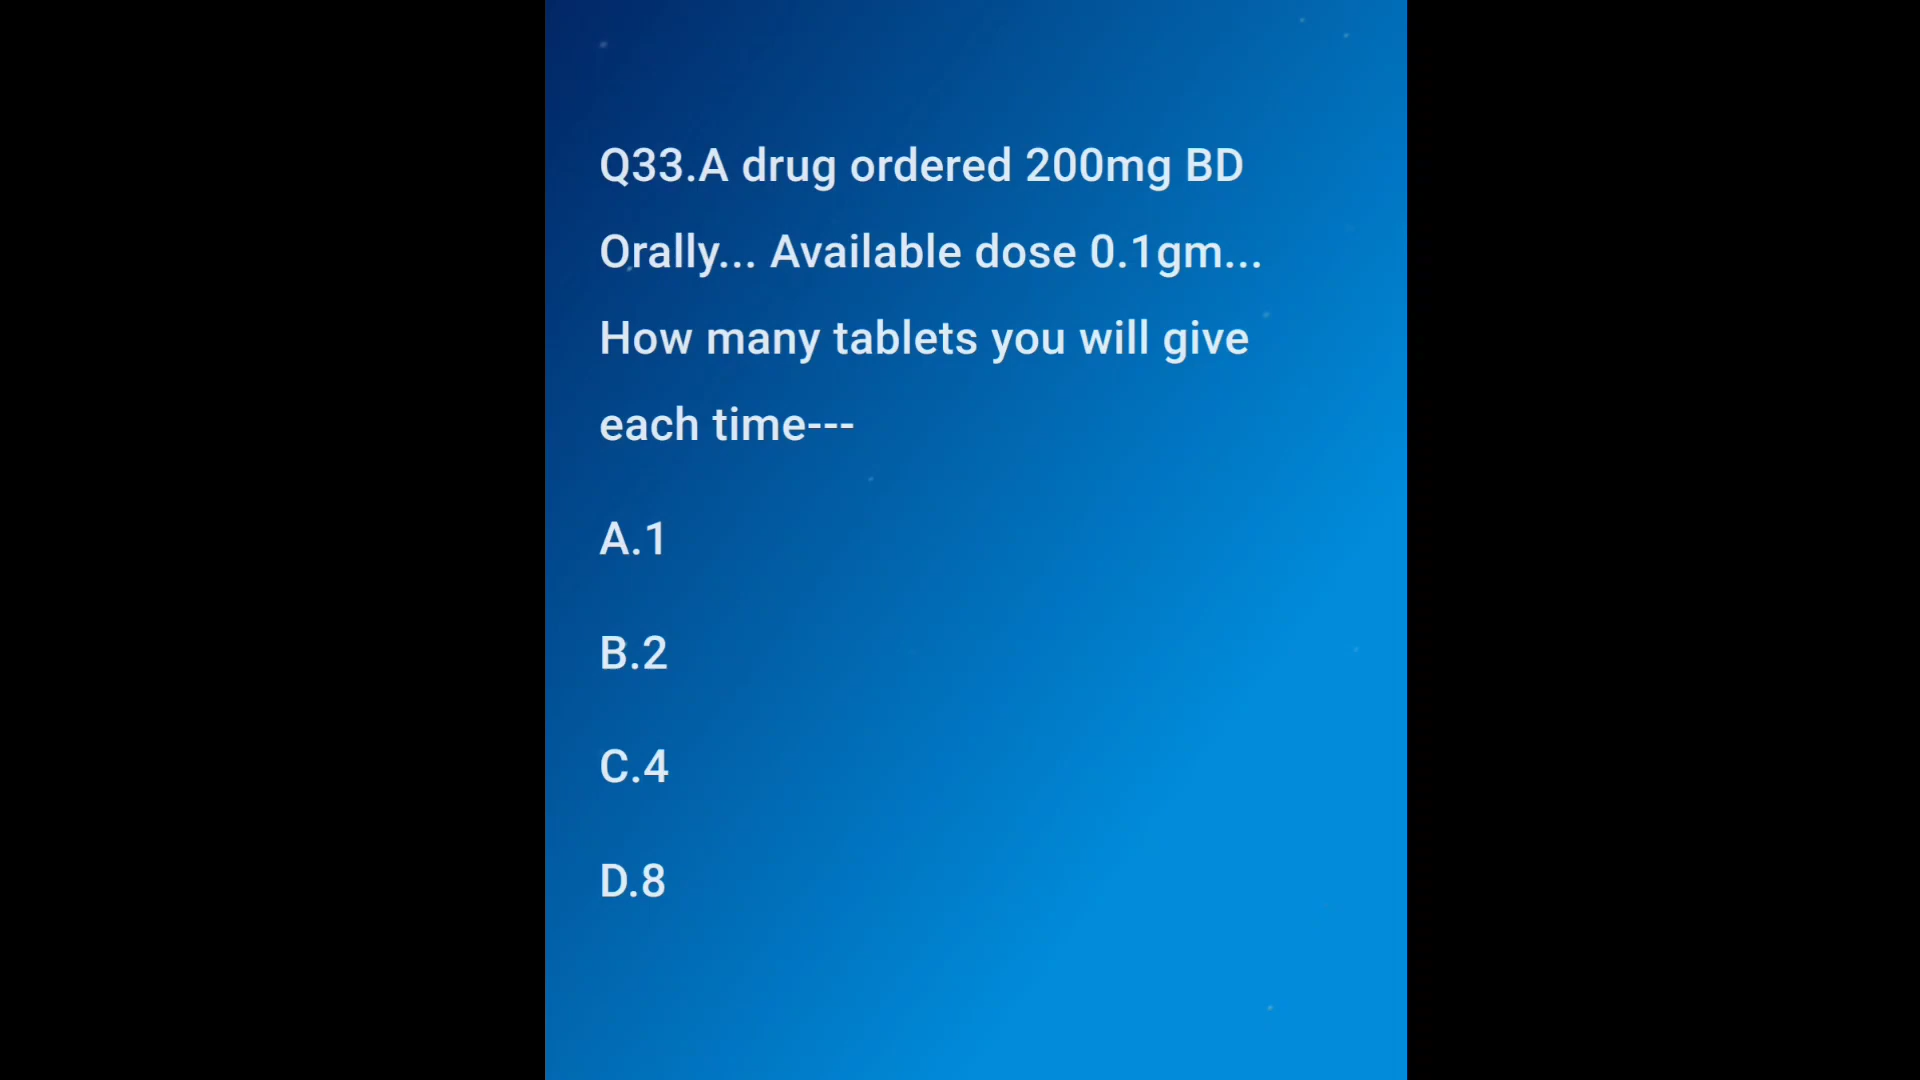 Q33.A drug ordered 200mg BD
Orally... Available dose 0.1gm...
How many tablets you will give
each time---
A.1
B.2
C.4
D.8